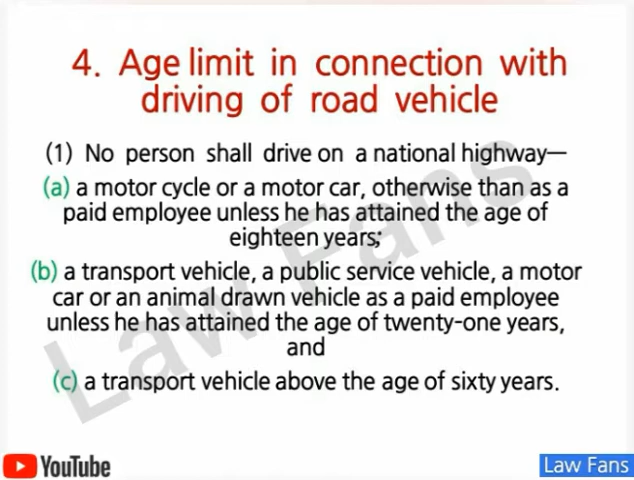 4. Age limit in connection with
driving of road vehicle
(1) No person shall drive on a national highway—
(a) a motor cycle or a motor car, otherwise than as a
paid employee unless he has attained the age of
eighteen years;
(b) a transport vehicle, a public service vehicle, a motor
car or an animal drawn vehicle as a paid employee
unless he has attained the age of twenty-one years,
and
(c) a transport vehicle above the age of sixty years.
Law Fans
YouTube
Law Fans